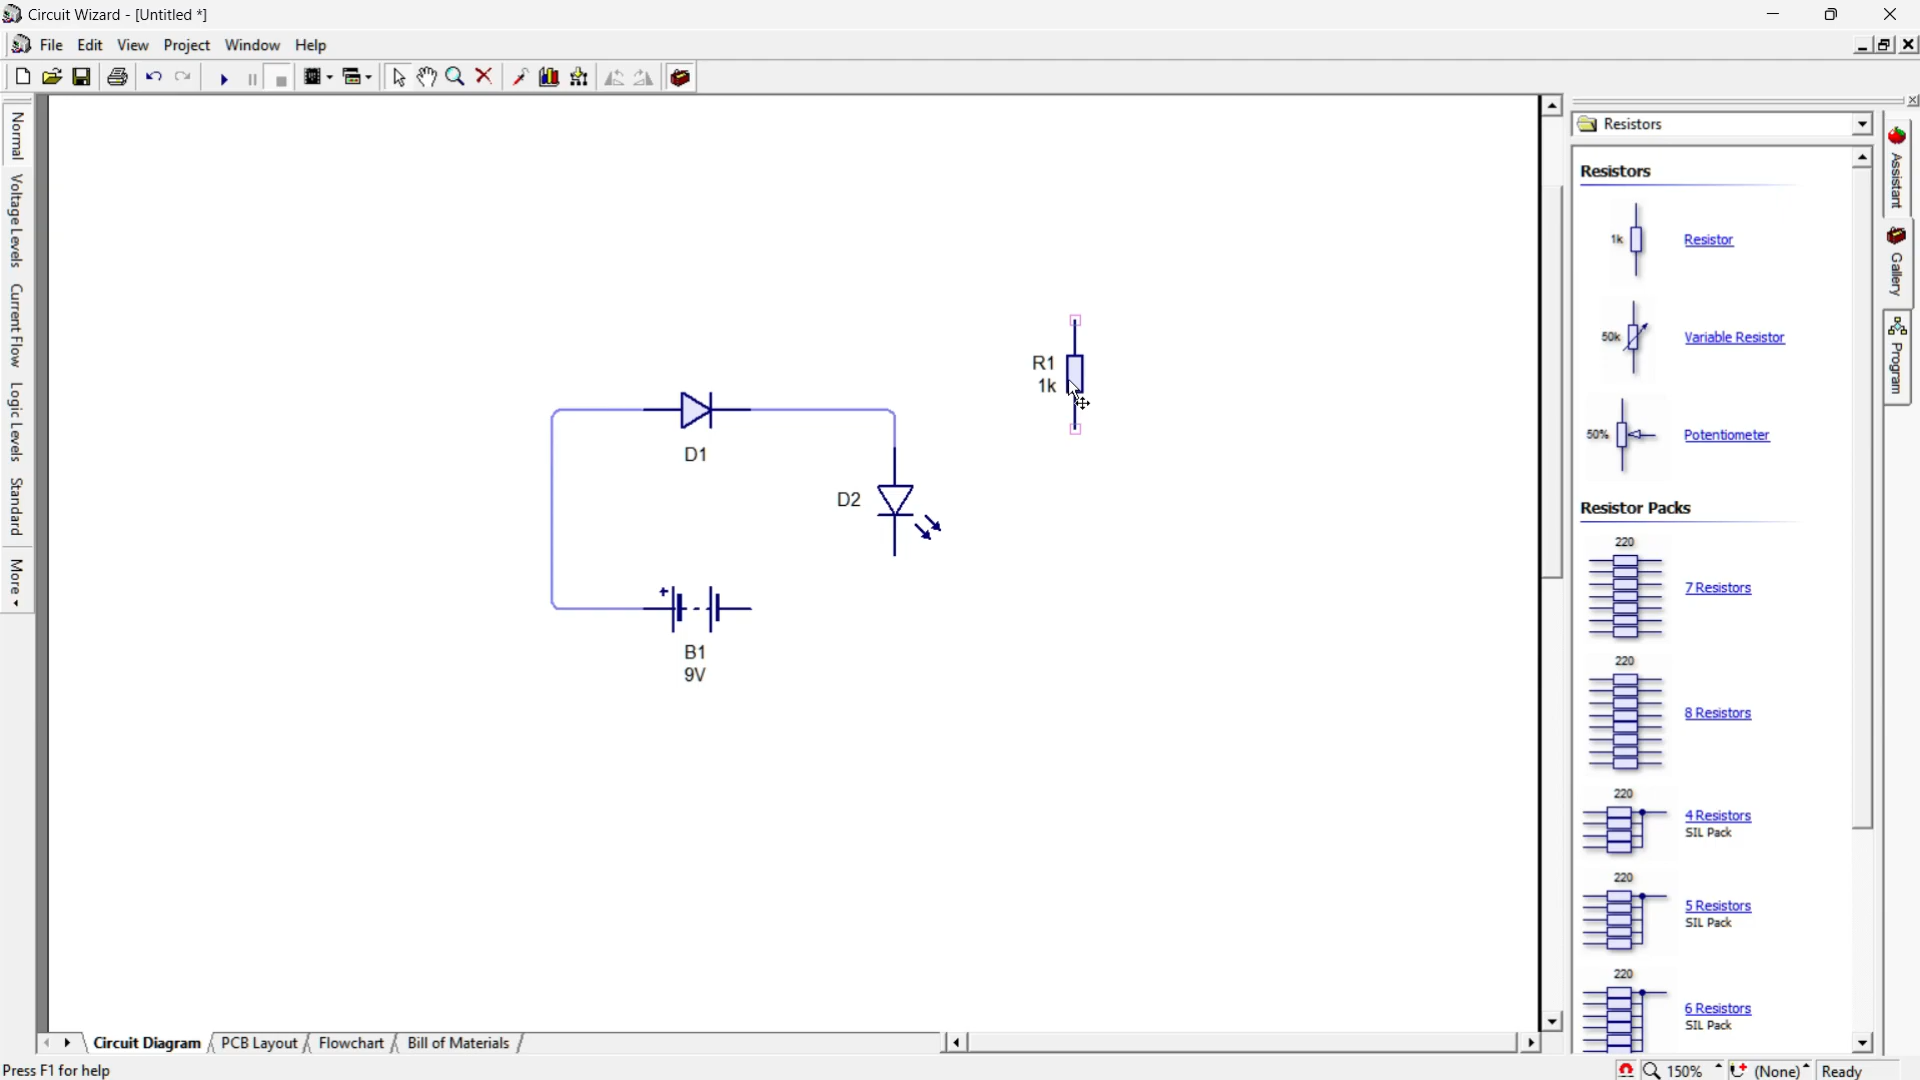 Circuit Wizard - [Untitled *]
File Edit View Project Window Help
Normal
Voltage Levels
Current Flow
Logic Levels
Standard
More
R1
1k
D1
D2
+
B1
9V
Resistors
Resistors
1k Resistor
50k Variable Resistor
50% Potentiometer
Resistor Packs
220
7 Resistors
220
8 Resistors
220
4 Resistors
SIL Pack
220
5 Resistors
SIL Pack
220
6 Resistors
SIL Pack
Assistant
Gallery
Program
Circuit Diagram PCB Layout Flowchart Bill of Materials
Press F1 for help
150% (None) Ready